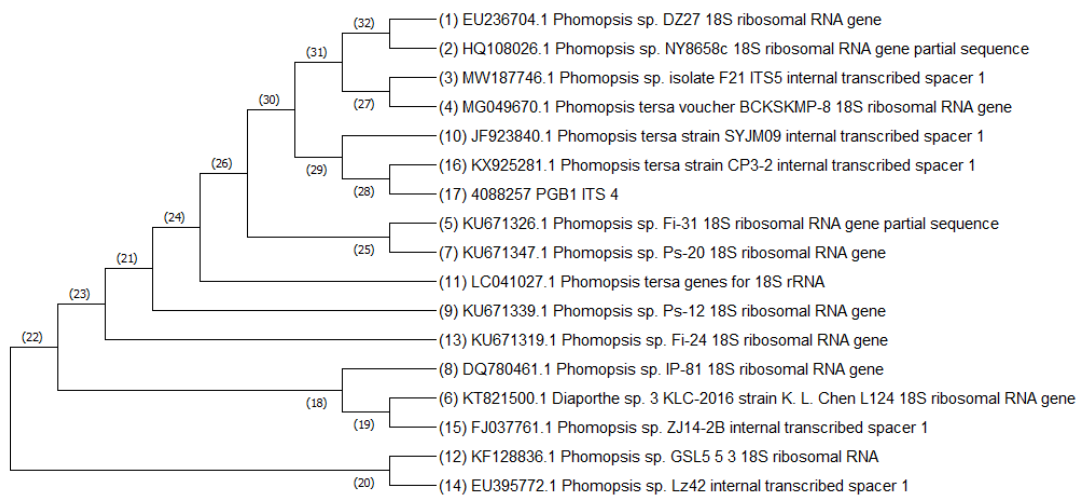 (32)
(1) EU236704.1 Phomopsis sp. DZ27 18S ribosomal RNA gene
(31)
(2) HQ108026.1 Phomopsis sp. NY8658c 18S ribosomal RNA gene partial sequence
(3) MW187746.1 Phomopsis sp. isolate F21 ITS5 internal transcribed spacer 1
(30)
(27)
(4) MG049670.1 Phomopsis tersa voucher BCKSKMP-8 18S ribosomal RNA gene
(10) JF923840.1 Phomopsis tersa strain SYJM09 internal transcribed spacer 1
(26)
(29)
(16) KX925281.1 Phomopsis tersa strain CP3-2 internal transcribed spacer 1
(28)
(17) 4088257 PGB1 ITS 4
(24)
(5) KU671326.1 Phomopsis sp. Fi-31 18S ribosomal RNA gene partial sequence
(25)
(7) KU671347.1 Phomopsis sp. Ps-20 18S ribosomal RNA gene
(21)
(11) LC041027.1 Phomopsis tersa genes for 18S rRNA
(23)
(9) KU671339.1 Phomopsis sp. Ps-12 18S ribosomal RNA gene
(22)
(13) KU671319.1 Phomopsis sp. Fi-24 18S ribosomal RNA gene
(8) DQ780461.1 Phomopsis sp. IP-81 18S ribosomal RNA gene
(18)
(6) KT821500.1 Diaporthe sp. 3 KLC-2016 strain K. L. Chen L124 18S ribosomal RNA gene
(19)
(15) FJ037761.1 Phomopsis sp. ZJ14-2B internal transcribed spacer 1
(12) KF128836.1 Phomopsis sp. GSL5 5 3 18S ribosomal RNA
(20)
(14) EU395772.1 Phomopsis sp. Lz42 internal transcribed spacer 1